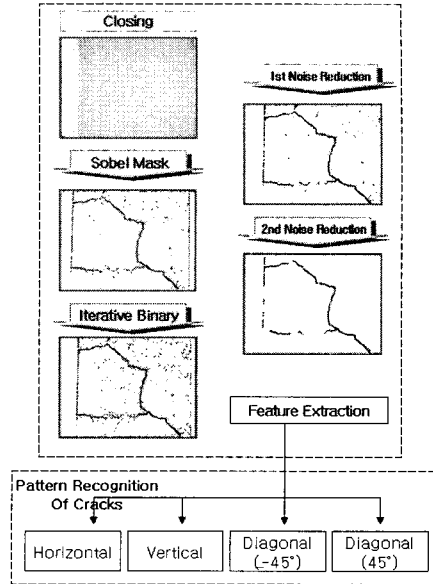 Closing
Sobel Mask
Iterative Binary
1st Noise Reduction
2nd Noise Reduction
Feature Extraction
Pattern Recognition
Of Cracks
Horizontal
Vertical
Diagonal
(-45°)
Diagonal
(45°)